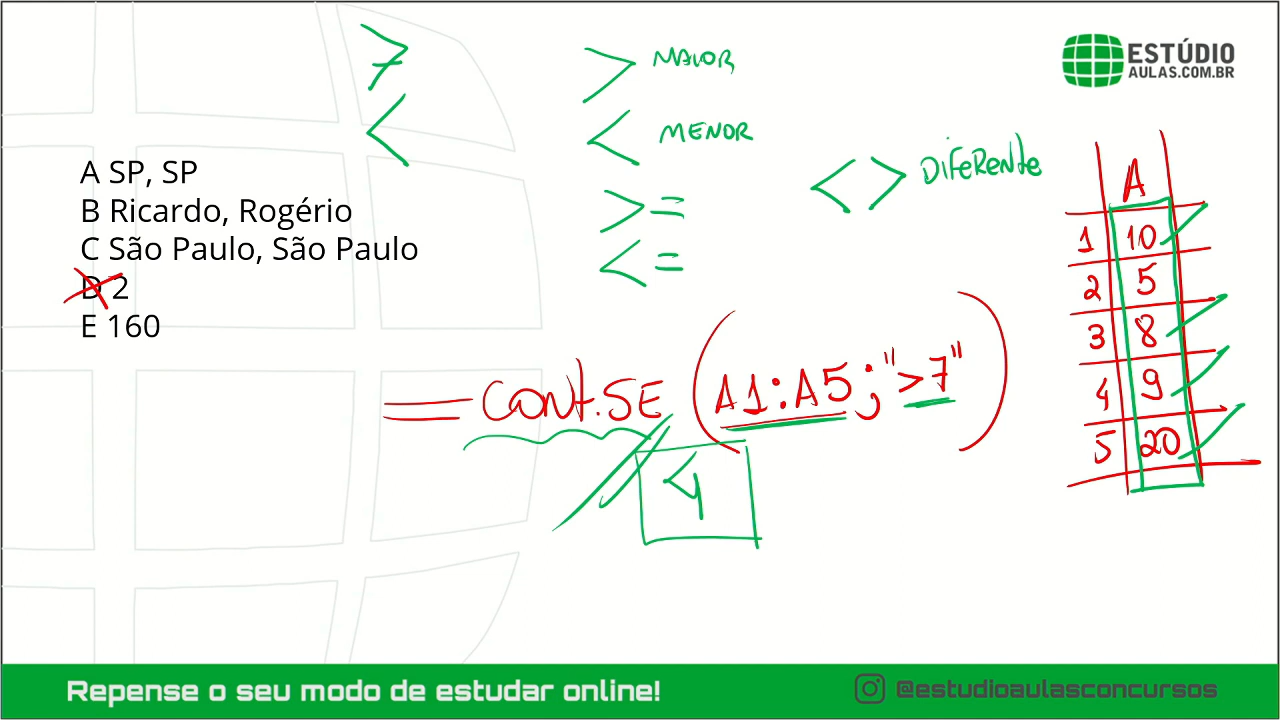 ESTÚDIO
AULAS.COM.BR
7
<
> MAIOR
< MENOR
>=
<=
<> DIFERENTE
A SP, SP
B Ricardo, Rogério
C São Paulo, São Paulo
D 2
E 160
A
1 10
2 5
3 8
4 9
5 20
=CONT.SE(A1:A5;">7")
4
Repense o seu modo de estudar online!
@estudioaulasconcursos